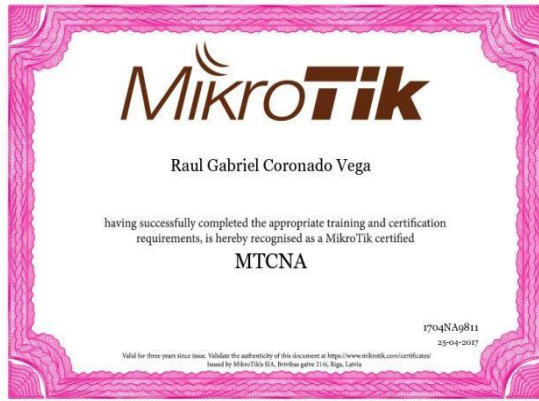 MikroTik
Raul Gabriel Coronado Vega
having successfully completed the appropriate training and certification
requirements, is hereby recognised as a MikroTik certified
MTCNA
1704NA9811
25-04-2017
Valid for three years since issue. Validate the authenticity of this document at https://www.mikrotik.com/certificates/
Issued by MikroTikls SIA, Brivibas gatve 214i, Riga, Latvia